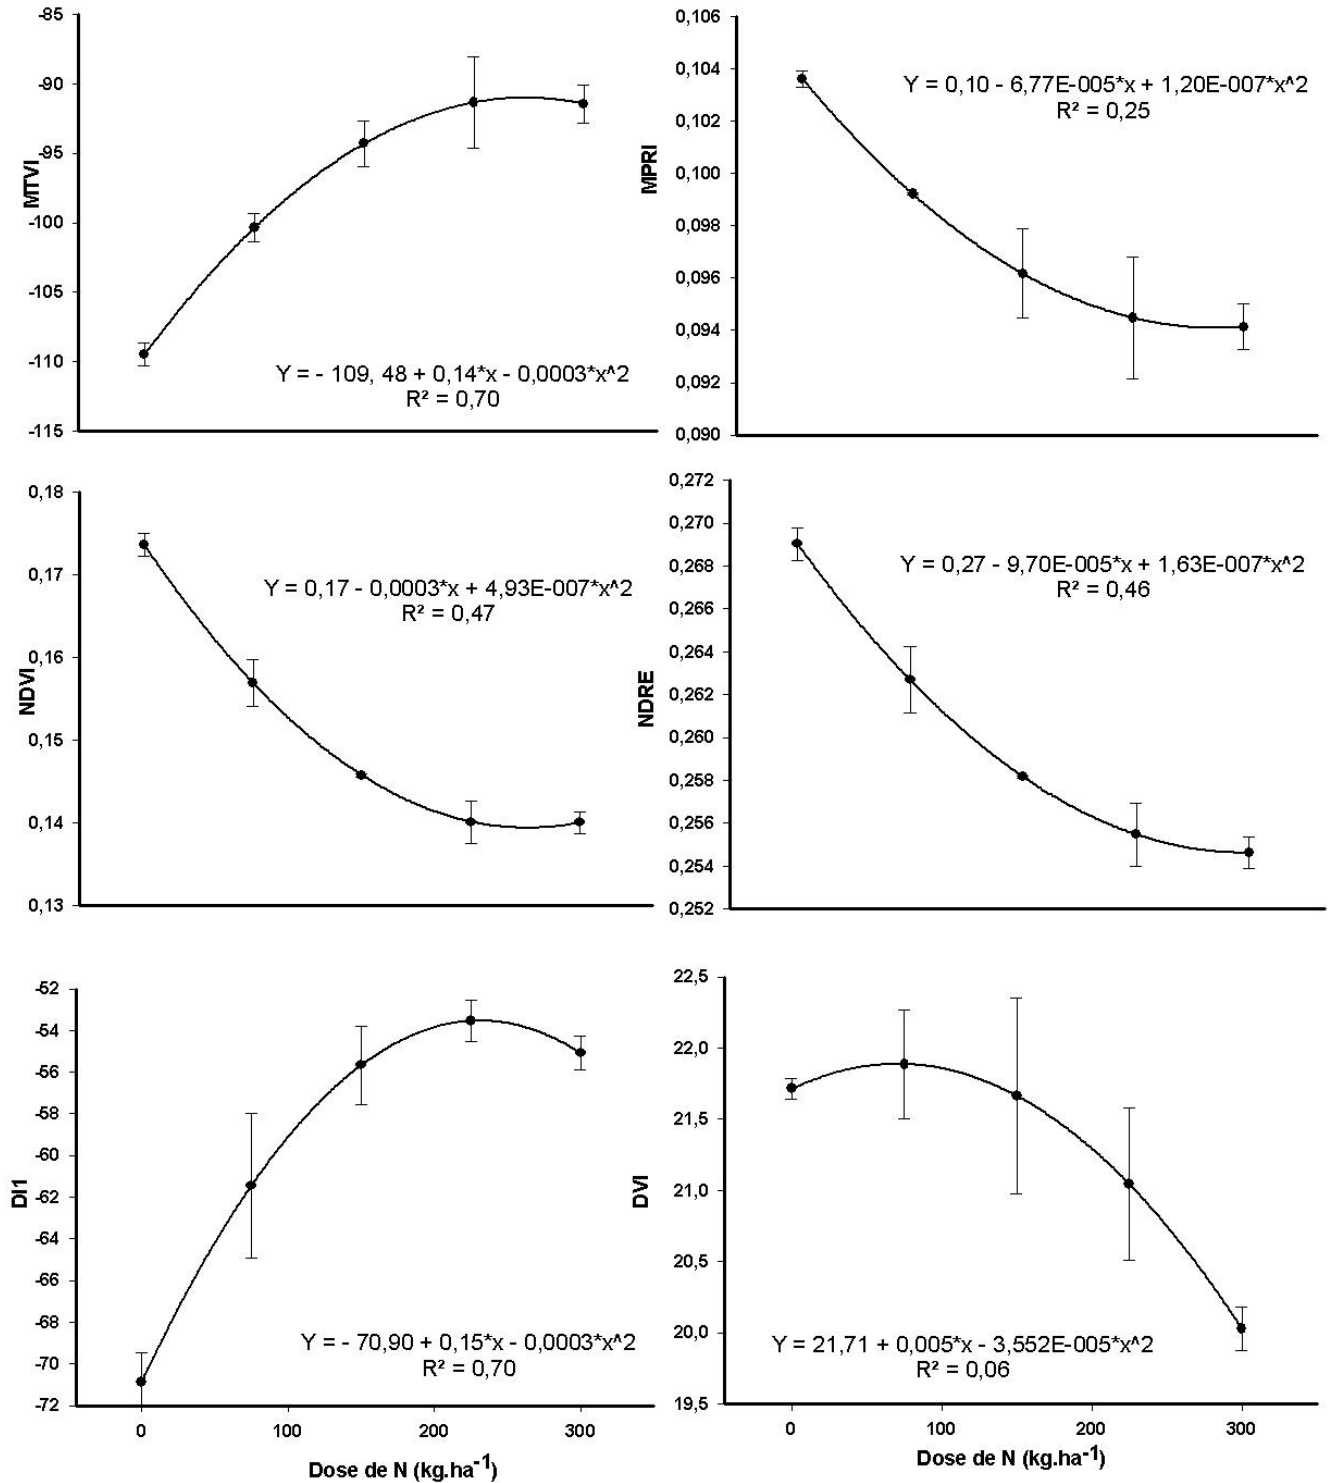 -85
-90
-95
-100
-105
-110
-115
MTVI
Y = - 109, 48 + 0,14*x - 0,0003*x^2
R² = 0,70
0,106
0,104
0,102
0,100
0,098
0,096
0,094
0,092
0,090
MPRI
Y = 0,10 - 6,77E-005*x + 1,20E-007*x^2
R² = 0,25
0,18
0,17
0,16
0,15
0,14
0,13
NDVI
Y = 0,17 - 0,0003*x + 4,93E-007*x^2
R² = 0,47
0,272
0,270
0,268
0,266
0,264
0,262
0,260
0,258
0,256
0,254
0,252
NDRE
Y = 0,27 - 9,70E-005*x + 1,63E-007*x^2
R² = 0,46
-52
-54
-56
-58
-60
-62
-64
-66
-68
-70
-72
DI1
Y = - 70,90 + 0,15*x - 0,0003*x^2
R² = 0,70
0 100 200 300
Dose de N (kg.ha-1)
22,5
22,0
21,5
21,0
20,5
20,0
19,5
DVI
Y = 21,71 + 0,005*x - 3,552E-005*x^2
R² = 0,06
0 100 200 300
Dose de N (kg.ha-1)